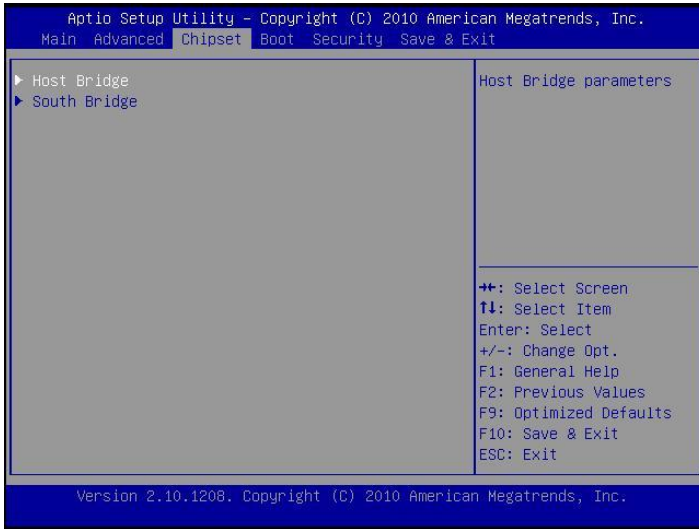 Aptio Setup Utility – Copyright (C) 2010 American Megatrends, Inc.
Main Advanced Chipset Boot Security Save & Exit
Host Bridge
South Bridge
Host Bridge parameters
→←: Select Screen
↑↓: Select Item
Enter: Select
+/-: Change Opt.
F1: General Help
F2: Previous Values
F9: Optimized Defaults
F10: Save & Exit
ESC: Exit
Version 2.10.1208. Copyright (C) 2010 American Megatrends, Inc.